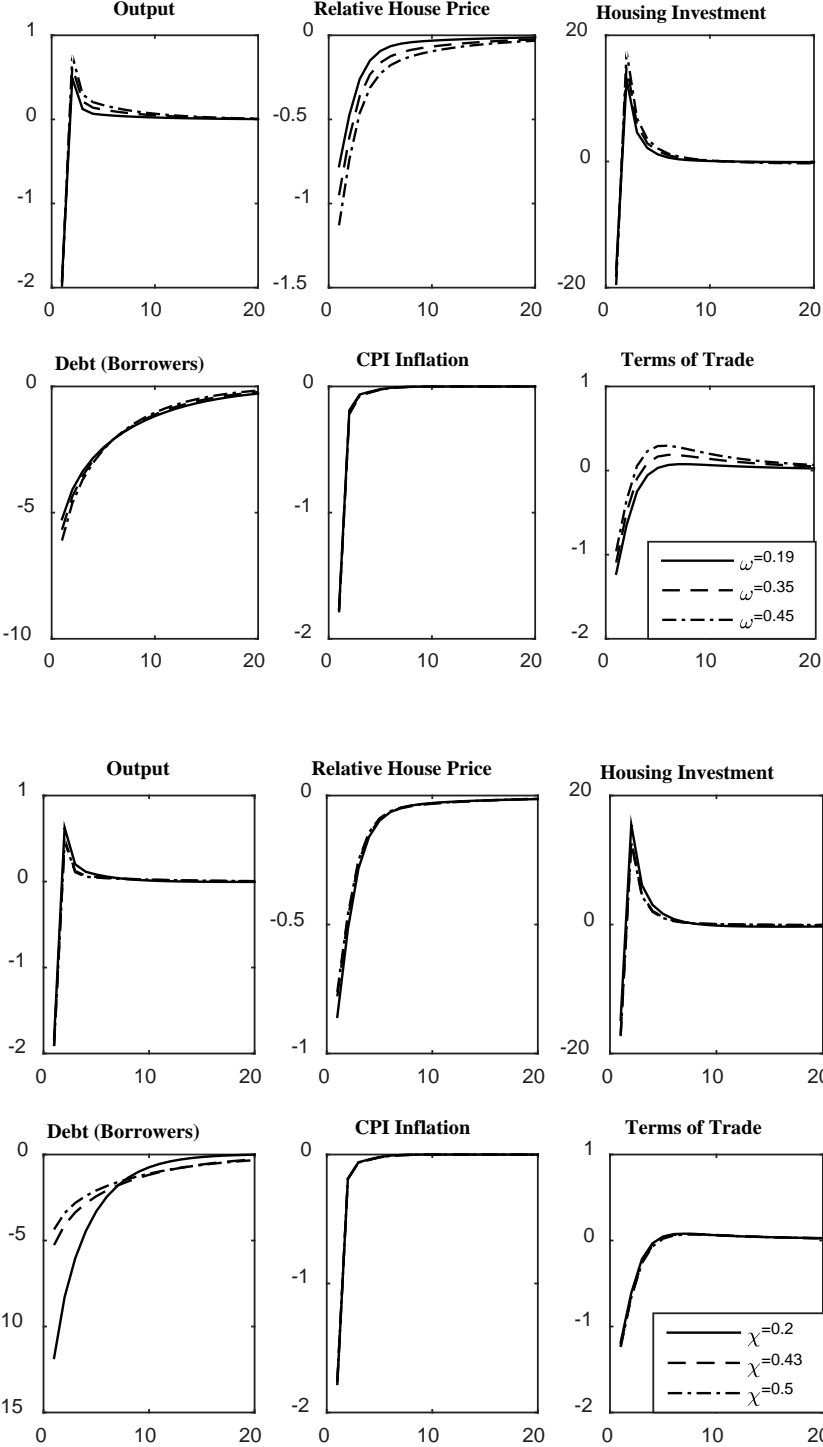 Output Relative House Price Housing Investment
1 0 20
0 -0.5 0
-1 -1 
-2 -1.5 -20
0 10 20 0 10 20 0 10 20
Debt (Borrowers) CPI Inflation Terms of Trade
0 0 1
-5 -1 0
-1
-10 -2 -2
ω=0.19
ω=0.35
ω=0.45
0 10 20 0 10 20 0 10 20
Output Relative House Price Housing Investment
1 0 20
0 -0.5 0
-1
-2 -1 -20
0 10 20 0 10 20 0 10 20
Debt (Borrowers) CPI Inflation Terms of Trade
0 0 1
-5 -1 0
10 -1
15 -2 -2
χ=0.2
χ=0.43
χ=0.5
0 10 20 0 10 20 0 10 20